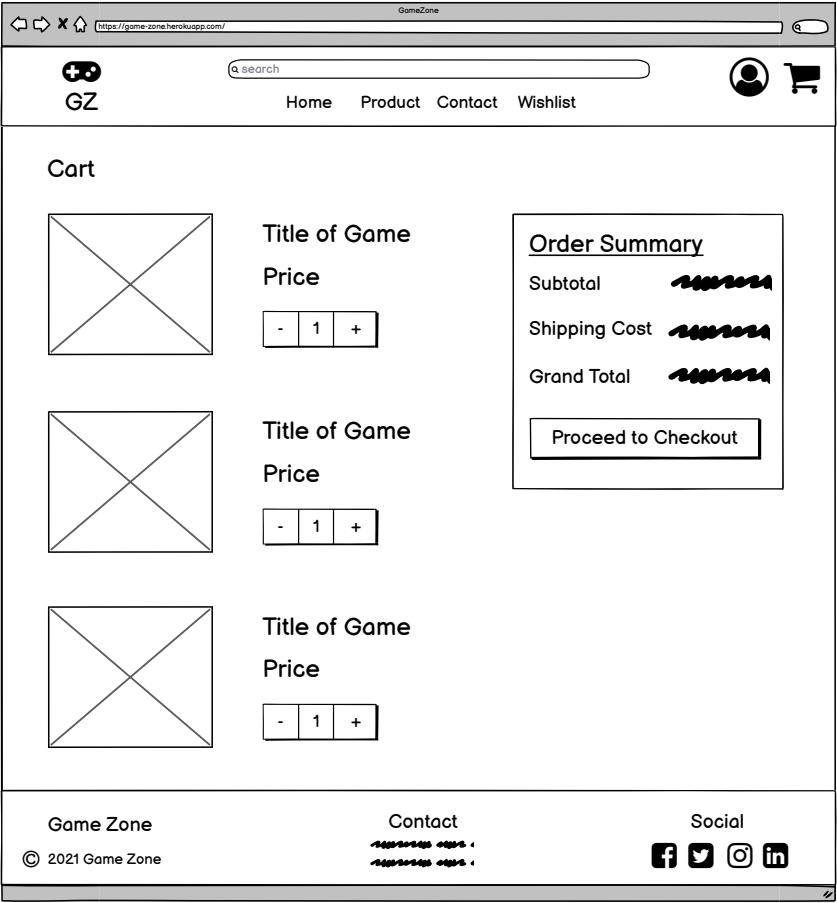 GameZone
https://game-zone.herokuapp.com/
search
GZ
Home Product Contact Wishlist
Cart
Title of Game
Price
- 1 +
Order Summary
Subtotal
Shipping Cost
Grand Total
Proceed to Checkout
Title of Game
Price
- 1 +
Title of Game
Price
- 1 +
Game Zone
© 2021 Game Zone
Contact
Social